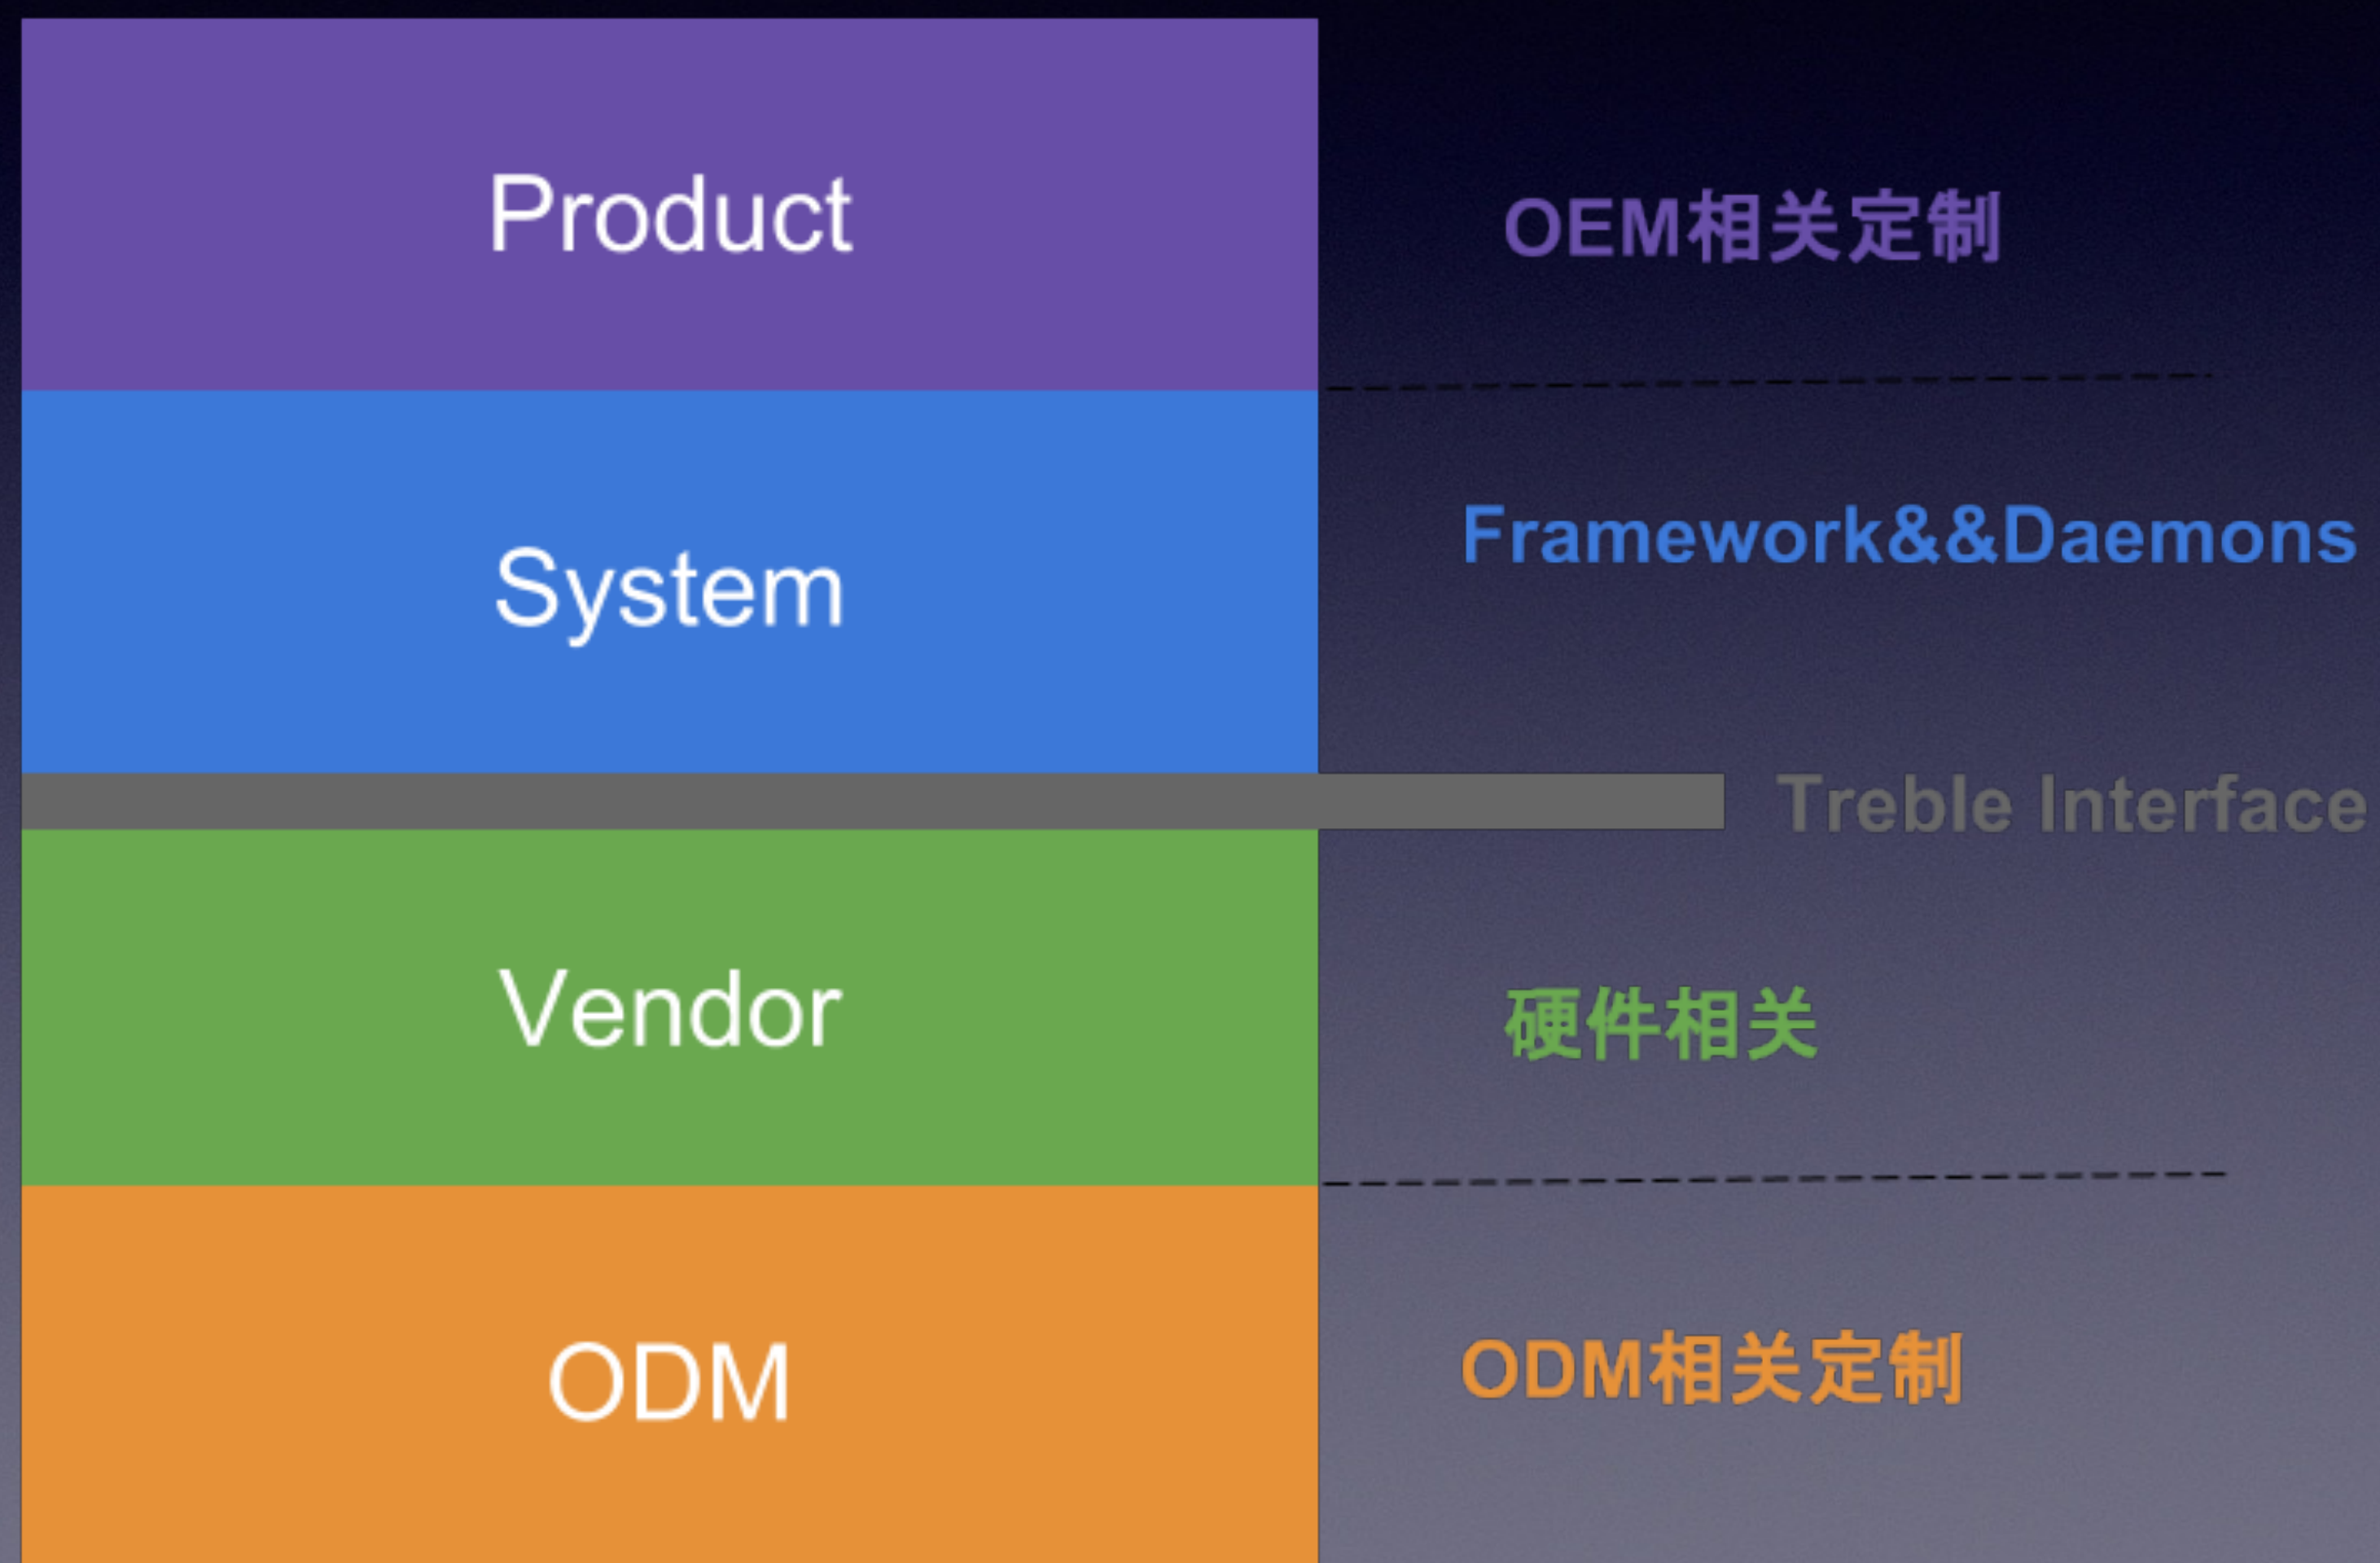 Product
OEM相关定制
System
Framework&&Daemons
Treble Interface
Vendor
硬件相关
ODM
ODM相关定制